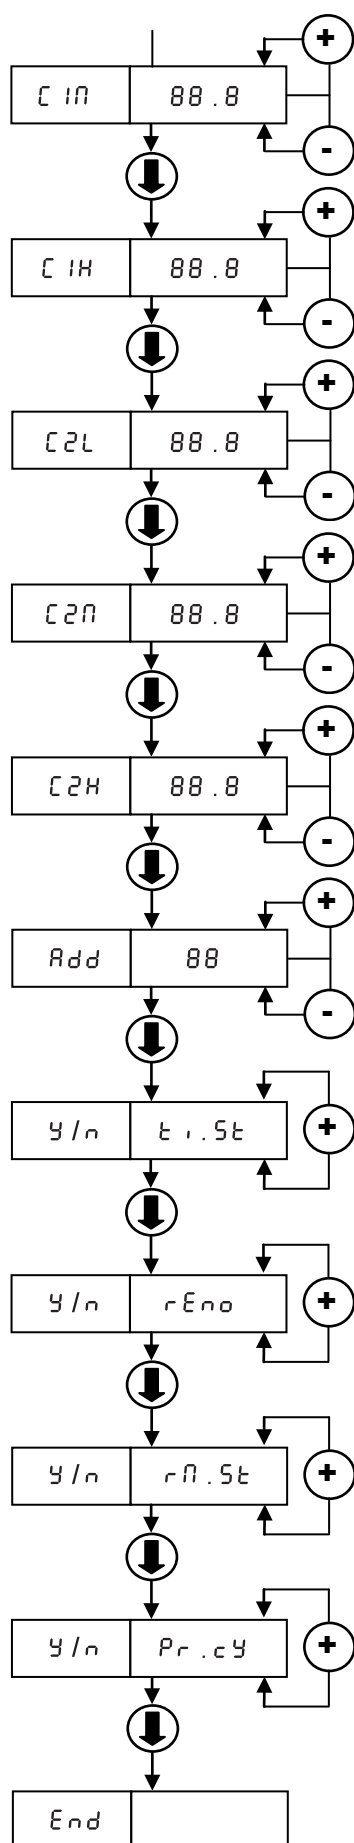 +
C1M 88.8
-
+
C1H 88.8
-
+
C2L 88.8
-
+
C2M 88.8
-
+
C2H 88.8
-
+
Add 88
-
y/n ti.St +
y/n rEno +
y/n rM.St +
y/n Pr.cy +
End